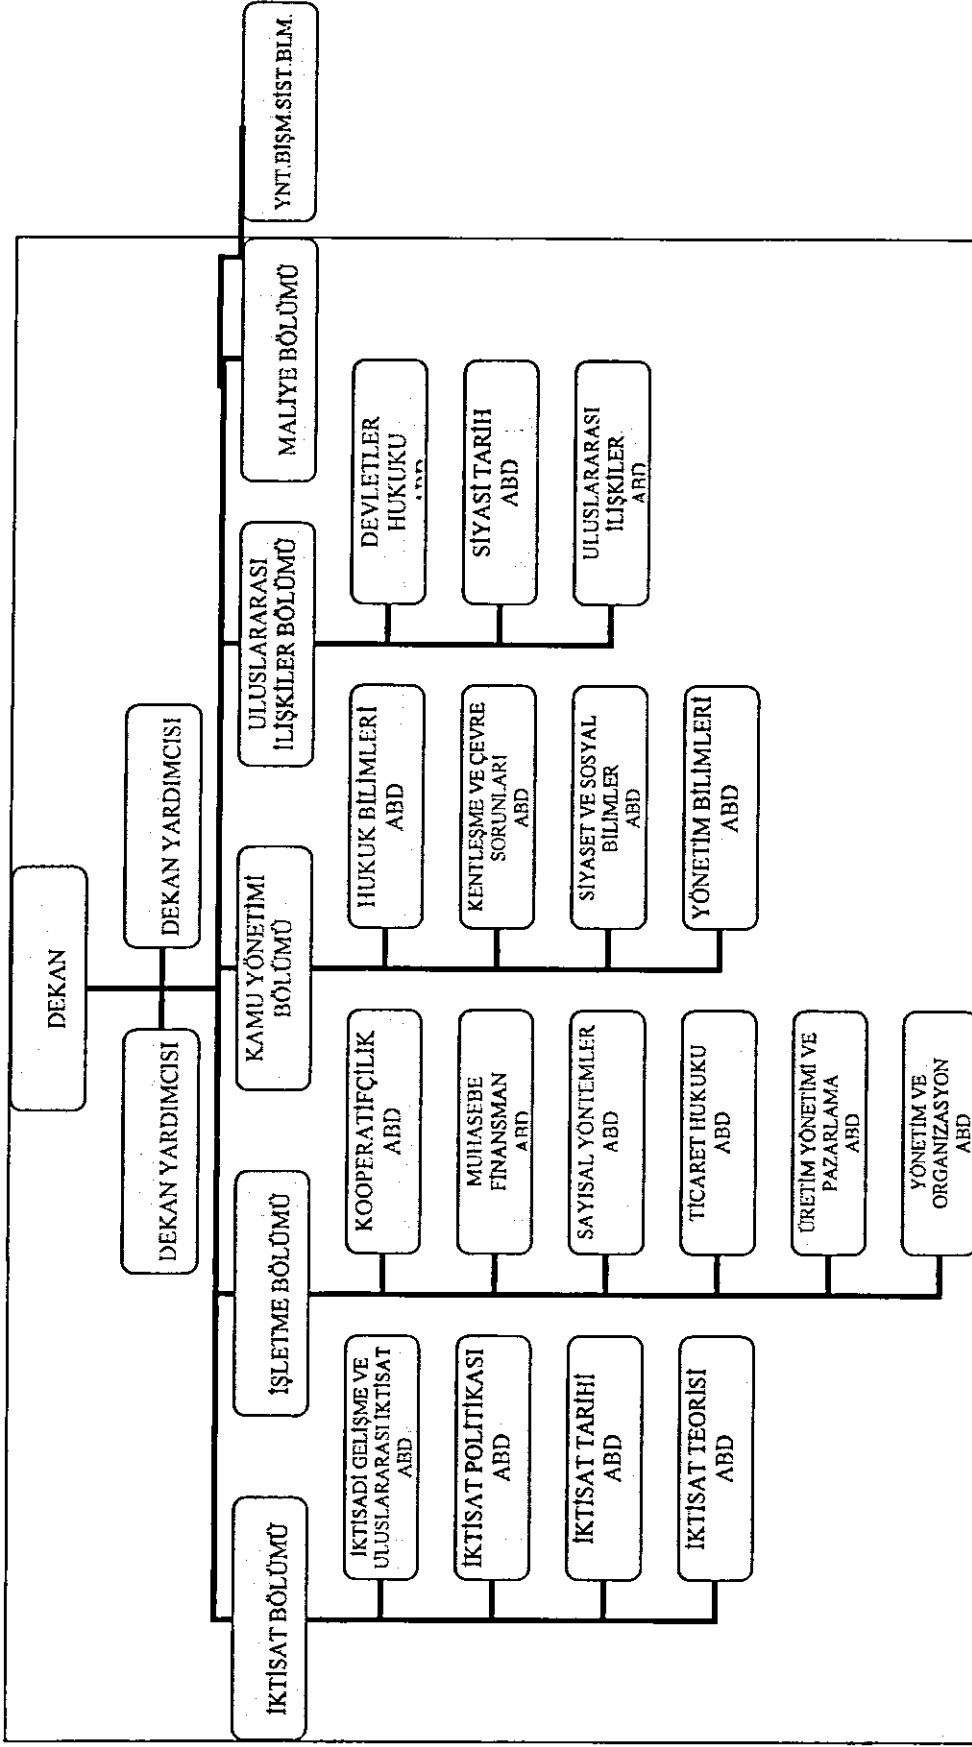 DEKAN
DEKAN YARDIMCISI
DEKAN YARDIMCISI
İKTİSAT BÖLÜMÜ
İŞLETME BÖLÜMÜ
KAMU YÖNETİMİ
BÖLÜMÜ
ULUSLARARASI
İLİŞKİLER BÖLÜMÜ
MALİYE BÖLÜMÜ
YNT.BİŞM.SİST.BLM.
İKTİSADİ GELİŞME VE
ULUSLARARASI İKTİSAT
ABD
İKTİSAT POLİTİKASI
ABD
İKTİSAT TARİHİ
ABD
İKTİSAT TEORİSİ
ABD
KOOPERATİFÇİLİK
ABD
MUHASEBE
FİNANSMAN
ABD
SAYISAL YÖNTEMLER
ABD
TİCARET HUKUKU
ABD
ÜRETİM YÖNETİMİ VE
PAZARLAMA
ABD
YÖNETİM VE
ORGANİZASYON
ABD
HUKUK BİLİMLERİ
ABD
KENTLEŞME VE ÇEVRE
SORUNLARI
ABD
SİYASET VE SOSYAL
BİLİMLER
ABD
YÖNETİM BİLİMLERİ
ABD
DEVLETLER
HUKUKU
ABD
SİYASİ TARİH
ABD
ULUSLARARASI
İLİŞKİLER
ABD